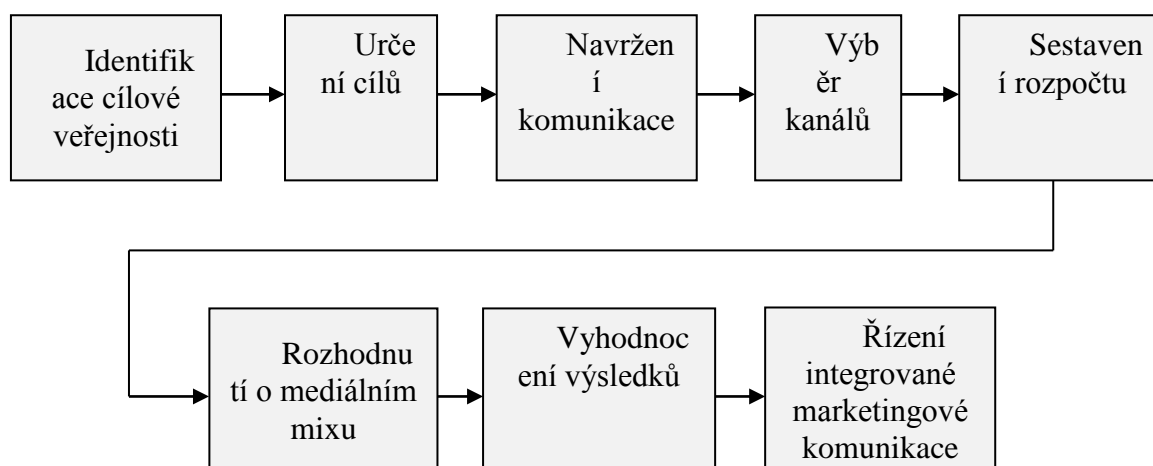 Identifik
ace cílové
veřejnosti
Urče
ní cílů
Navržen
í
komunikace
Výb
ěr
kanálů
Sestaven
í rozpočtu
Rozhodnu
tí o mediálním
mixu
Vyhodnoc
ení výsledků
Řízení
integrované
marketingové
komunikace